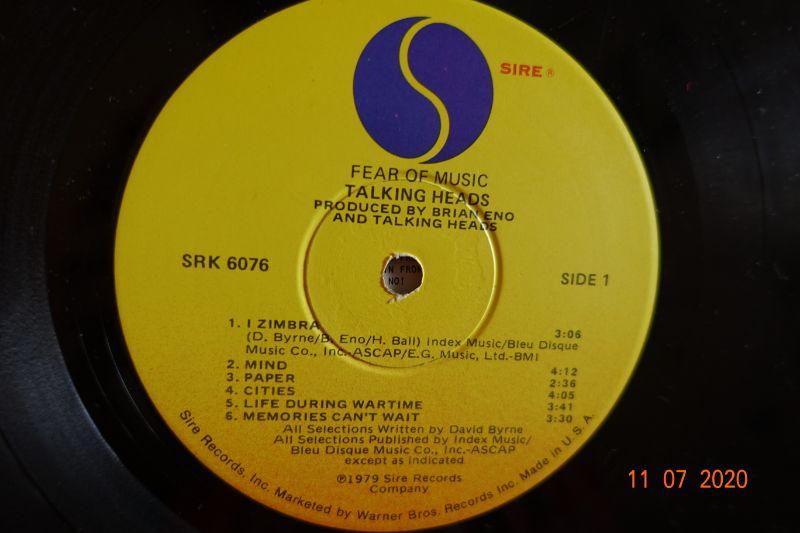 SIRE®
FEAR OF MUSIC
TALKING HEADS
PRODUCED BY BRIAN ENO
AND TALKING HEADS
SRK 6076
SIDE 1
N FROM
NO!
1. I ZIMBRA 3:06
(D. Byrne/B. Eno/H. Ball) Index Music/Bleu Disque
Music Co., Inc.-ASCAP/E.G. Music, Ltd.-BMI
2. MIND 4:12
3. PAPER 2:36
4. CITIES 4:05
5. LIFE DURING WARTIME 3:41
6. MEMORIES CAN'T WAIT 3:30
All Selections Written by David Byrne
All Selections Published by Index Music/
Bleu Disque Music Co., Inc.-ASCAP
except as indicated
℗1979 Sire Records
Company
Sire Records, Inc. Marketed by Warner Bros. Records Inc. Made in U.S.A.
11 07 2020